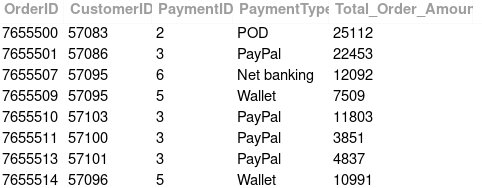 OrderID CustomerID PaymentID PaymentType Total_Order_Amoun
7655500 57083 2 POD 25112
7655501 57086 3 PayPal 22453
7655507 57095 6 Net banking 12092
7655509 57095 5 Wallet 7509
7655510 57103 3 PayPal 11803
7655511 57100 3 PayPal 3851
7655513 57101 3 PayPal 4837
7655514 57096 5 Wallet 10991